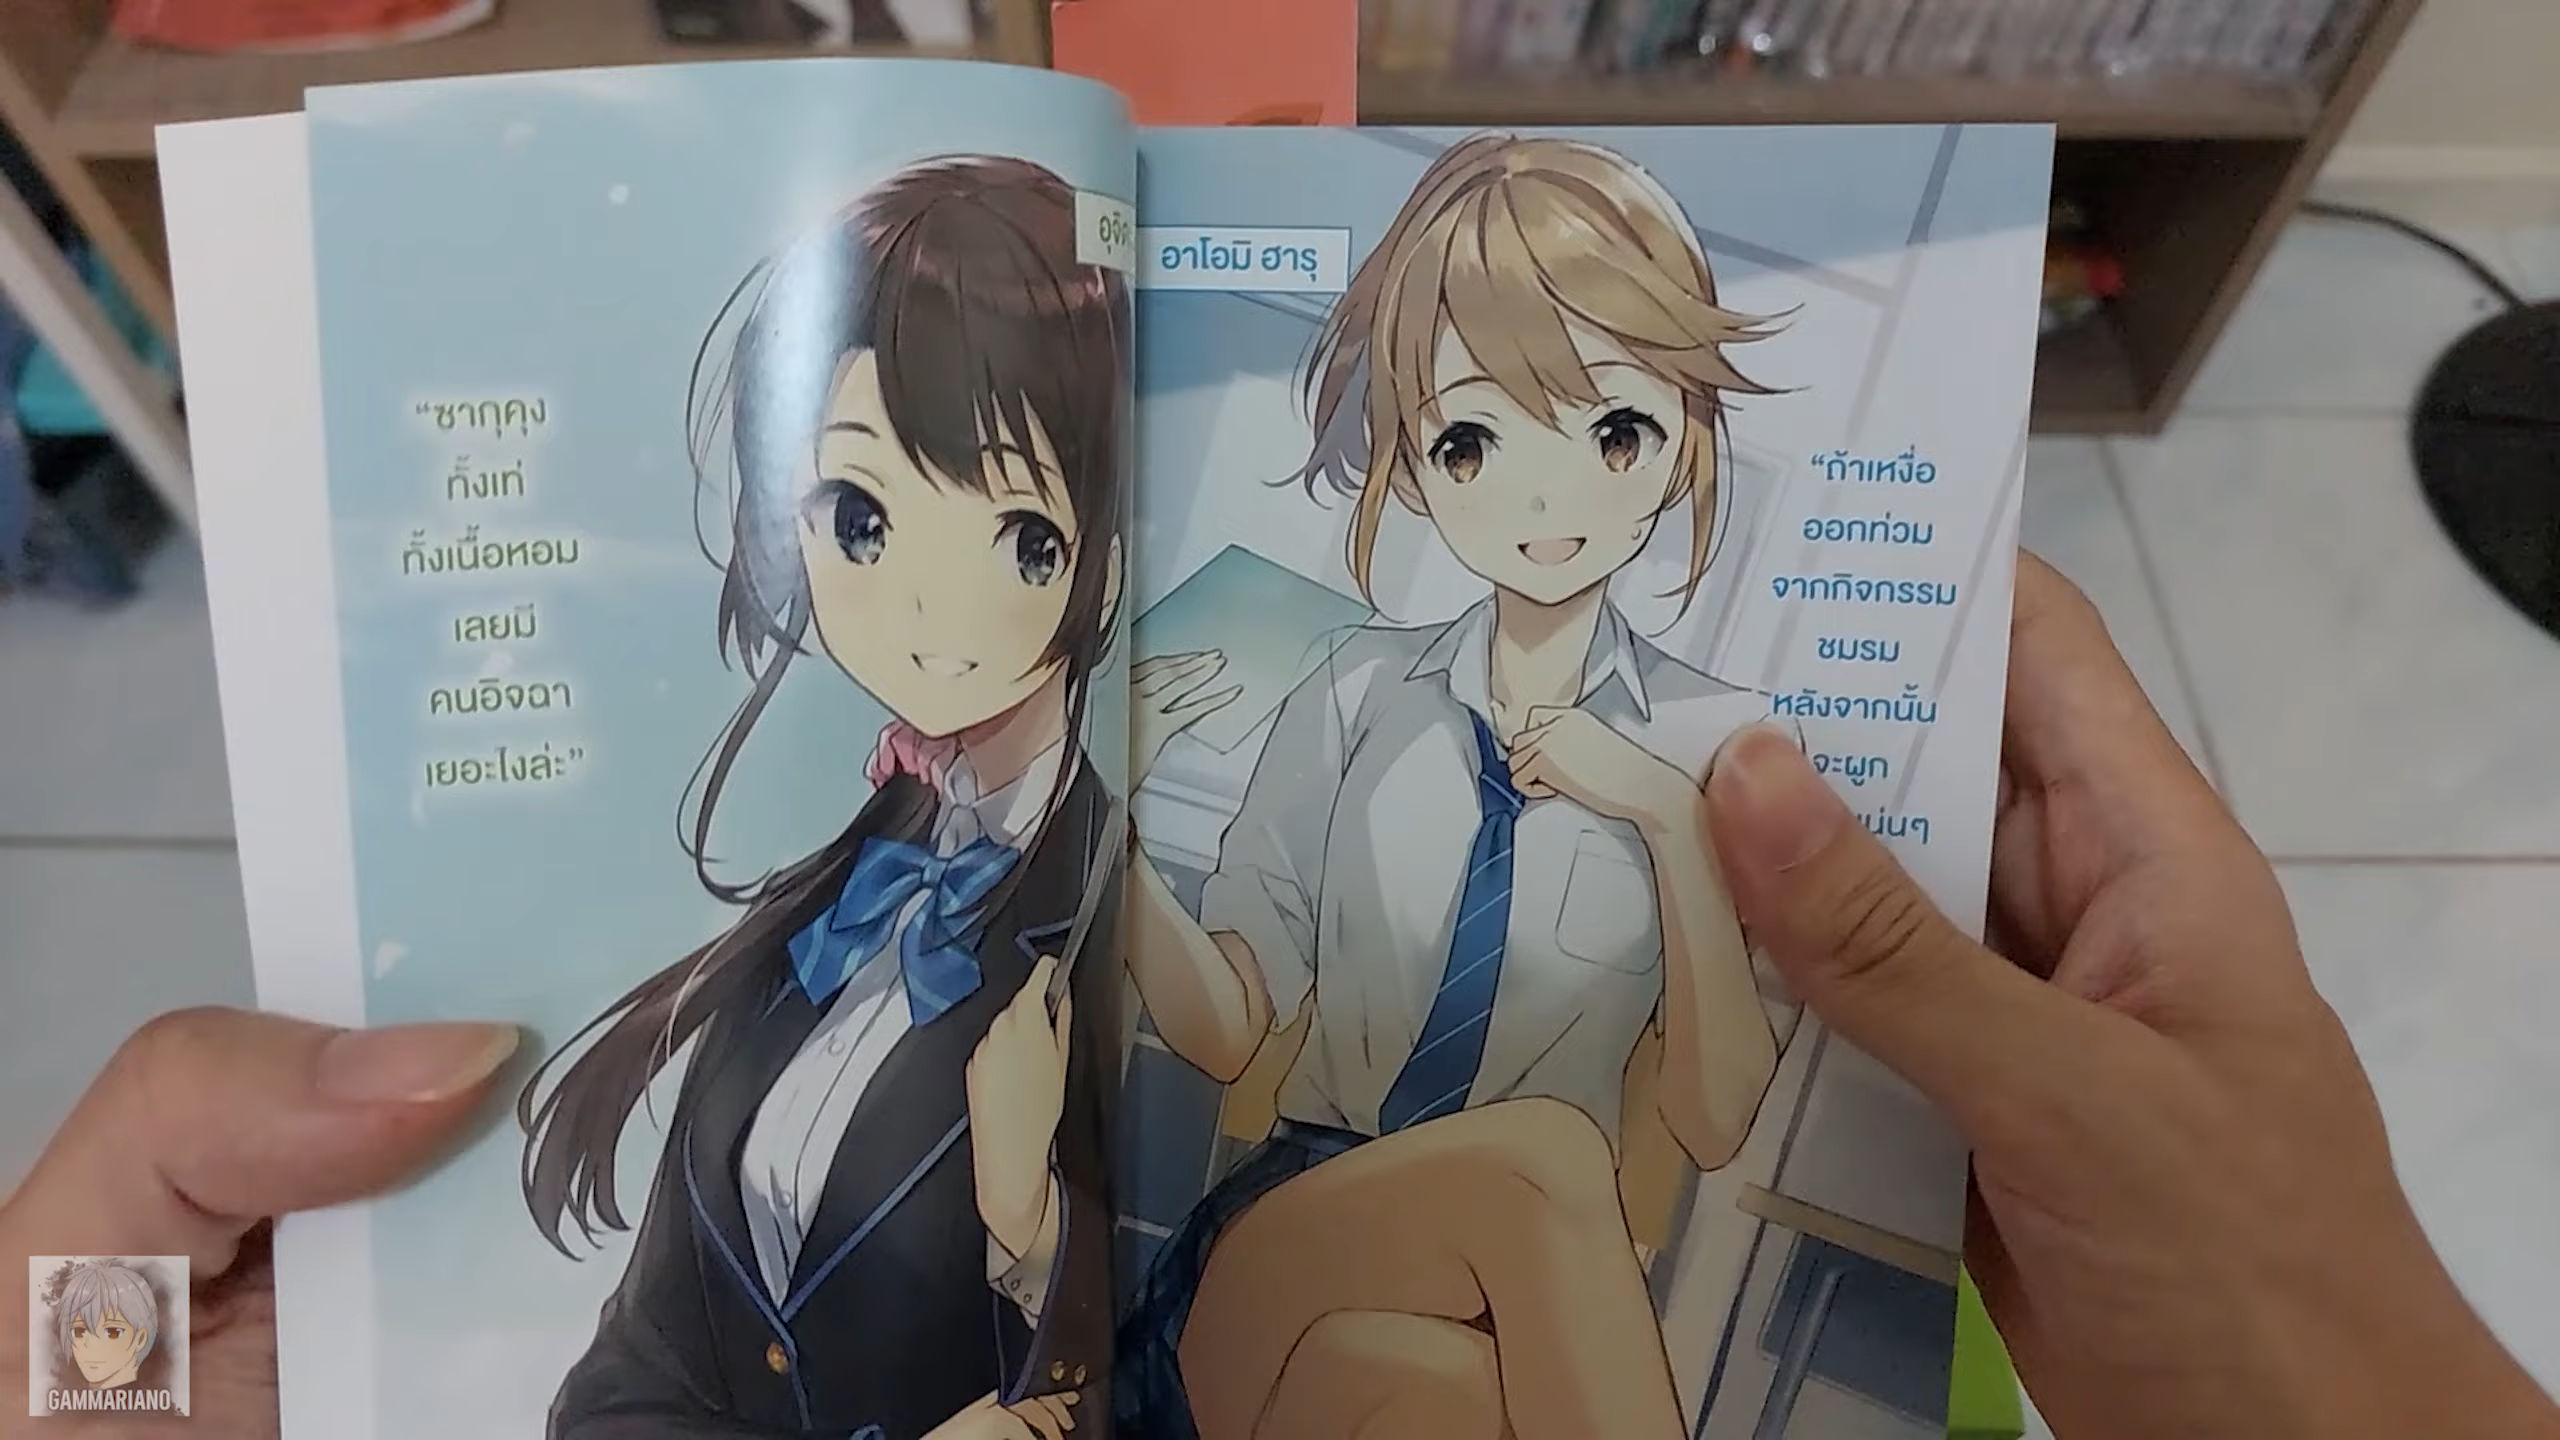 “ซากุคุง
ทั้งเท่
ทั้งเนื้อหอม
เลยมี
คนอิจฉา
เยอะไงล่ะ”
อาโอมิ ฮารุ
“ถ้าเหงื่อ
ออกท่วม
จากกิจกรรม
ชมรม
หลังจากนั้น
จะผูก
GAMMARIANO